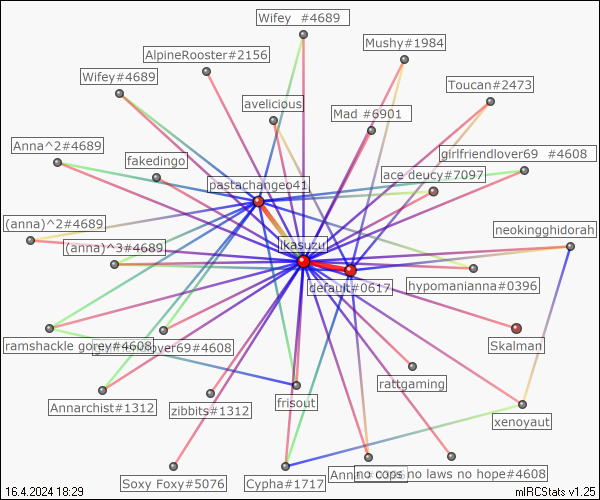 Wifey  #4689
Mushy#1984
AlpineRooster#2156
Wifey#4689
Toucan#2473
avelicious
Mad #6901
Anna^2#4689
fakedingo
girlfriendlover69  #4608
ace deucy#7097
pastachangeo41
(anna)^2#4689
neokingghidorah
(anna)^3#4689
lkasuzu
default#0617
hypomanianna#0396
ramshackle gorey#4608
lover69#4608
Skalman
rattgaming
Annarchist#1312
zibbits#1312
frisout
xenoyaut
Soxy Foxy#5076
Cypha#1717
Anna
no cops no laws no hope#4608
16.4.2024 18:29
mIRCStats v1.25